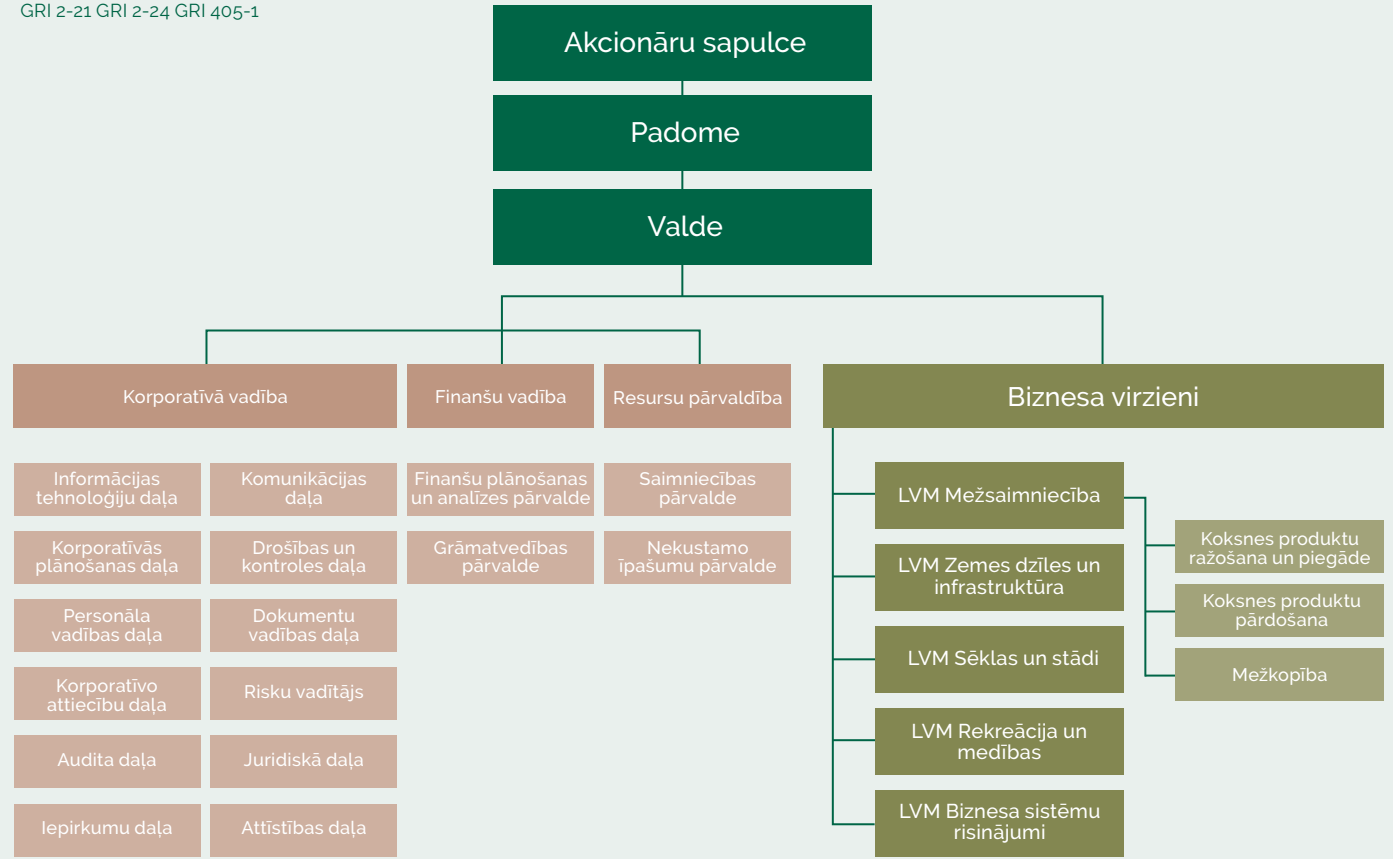 GRI 2-21 GRI 2-24 GRI 405-1
Akcionāru sapulce
Padome
Valde
Korporatīvā vadība
Finanšu vadība
Resursu pārvaldība
Biznesa virzieni
Informācijas
tehnoloģiju daļa
Komunikācijas
daļa
Korporatīvās
plānošanas daļa
Drošības un
kontroles daļa
Personāla
vadības daļa
Dokumentu
vadības daļa
Korporatīvo
attiecību daļa
Risku vadītājs
Audita daļa
Juridiskā daļa
Iepirkumu daļa
Attīstības daļa
Finanšu plānošanas
un analīzes pārvalde
Grāmatvedības
pārvalde
Saimniecības
pārvalde
Nekustamo
īpašumu pārvalde
LVM Mežsaimniecība
LVM Zemes dzīles un
infrastruktūra
LVM Sēklas un stādi
LVM Rekreācija un
medības
LVM Biznesa sistēmu
risinājumi
Koksnes produktu
ražošana un piegāde
Koksnes produktu
pārdošana
Mežkopība